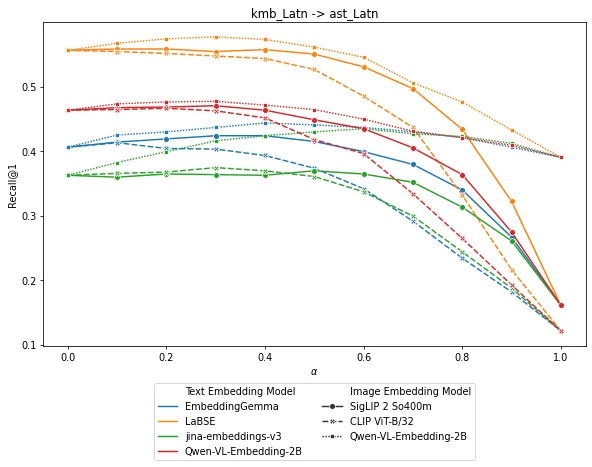 kmb_Latn -> ast_Latn
Recall@1
0.5
0.4
0.3
0.2
0.1
0.0 0.2 0.4 0.6 0.8 1.0
α
Text Embedding Model
EmbeddingGemma
LaBSE
jina-embeddings-v3
Qwen-VL-Embedding-2B
Image Embedding Model
SigLIP 2 So400m
CLIP ViT-B/32
Qwen-VL-Embedding-2B